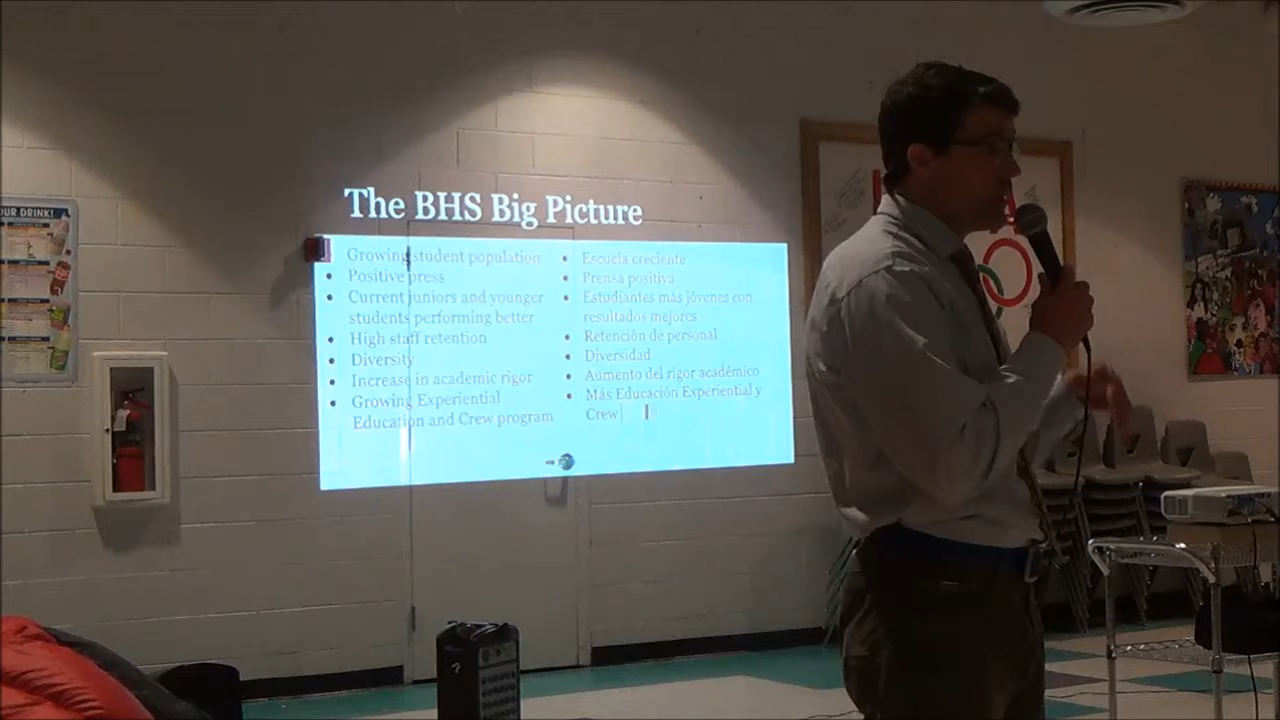 OUR DRINK!
The BHS Big Picture
Growing student population
• Positive press
• Current juniors and younger
students performing better
• High staff retention
• Diversity
• Increase in academic rigor
• Growing Experiential
Education and Crew program
• Escuela creciente
• Prensa positiva
• Estudiantes más jóvenes con
resultados mejores
• Retención de personal
• Diversidad
• Aumento del rigor académico
• Más Educación Experiential y
Crew